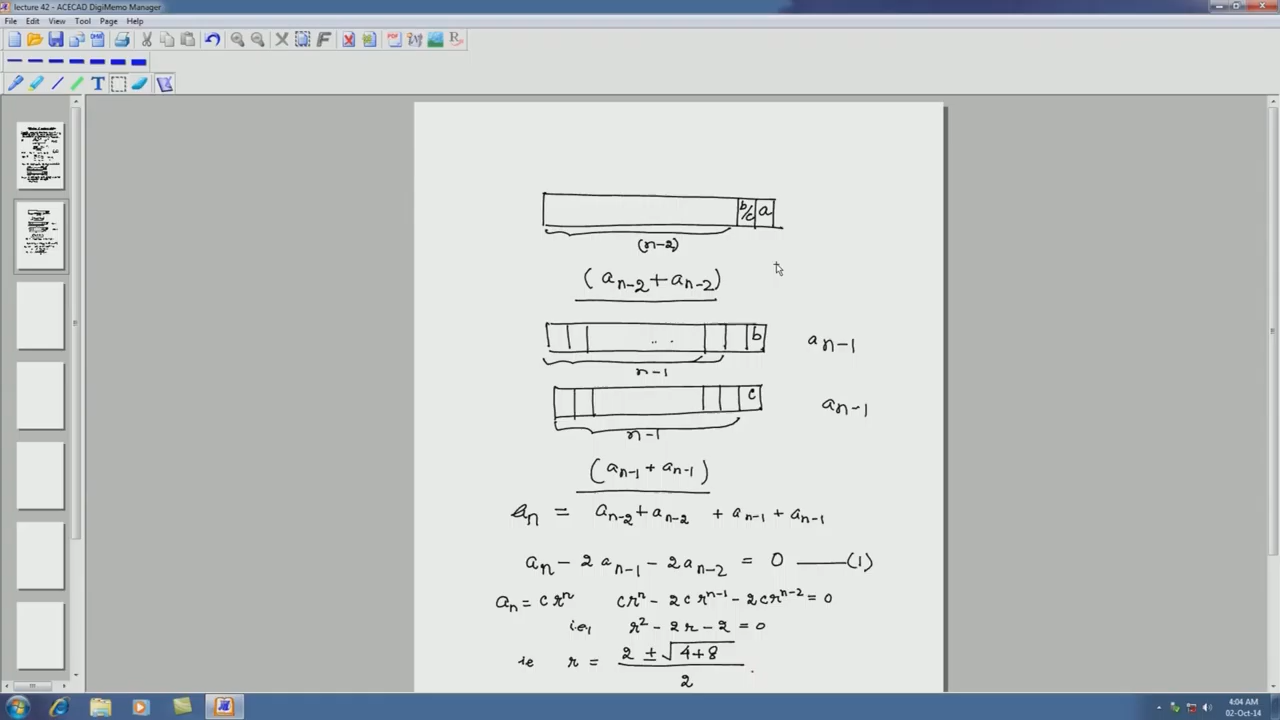 lecture 42 - ACECAD DigiMemo Manager
File Edit View Tool Page Help
b/c a
(n-2)
(a_{n-2} + a_{n-2})
.. . b a_{n-1}
n-1
c a_{n-1}
n-1
(a_{n-1} + a_{n-1})
a_n = a_{n-2} + a_{n-2} + a_{n-1} + a_{n-1}
a_n - 2a_{n-1} - 2a_{n-2} = 0 —(1)
a_n = cr^n cr^n - 2cr^{n-1} - 2cr^{n-2} = 0
i.e, r^2 - 2r - 2 = 0
ie r = 2 ± √4+8 / 2 .
4:04 AM
02-Oct-14